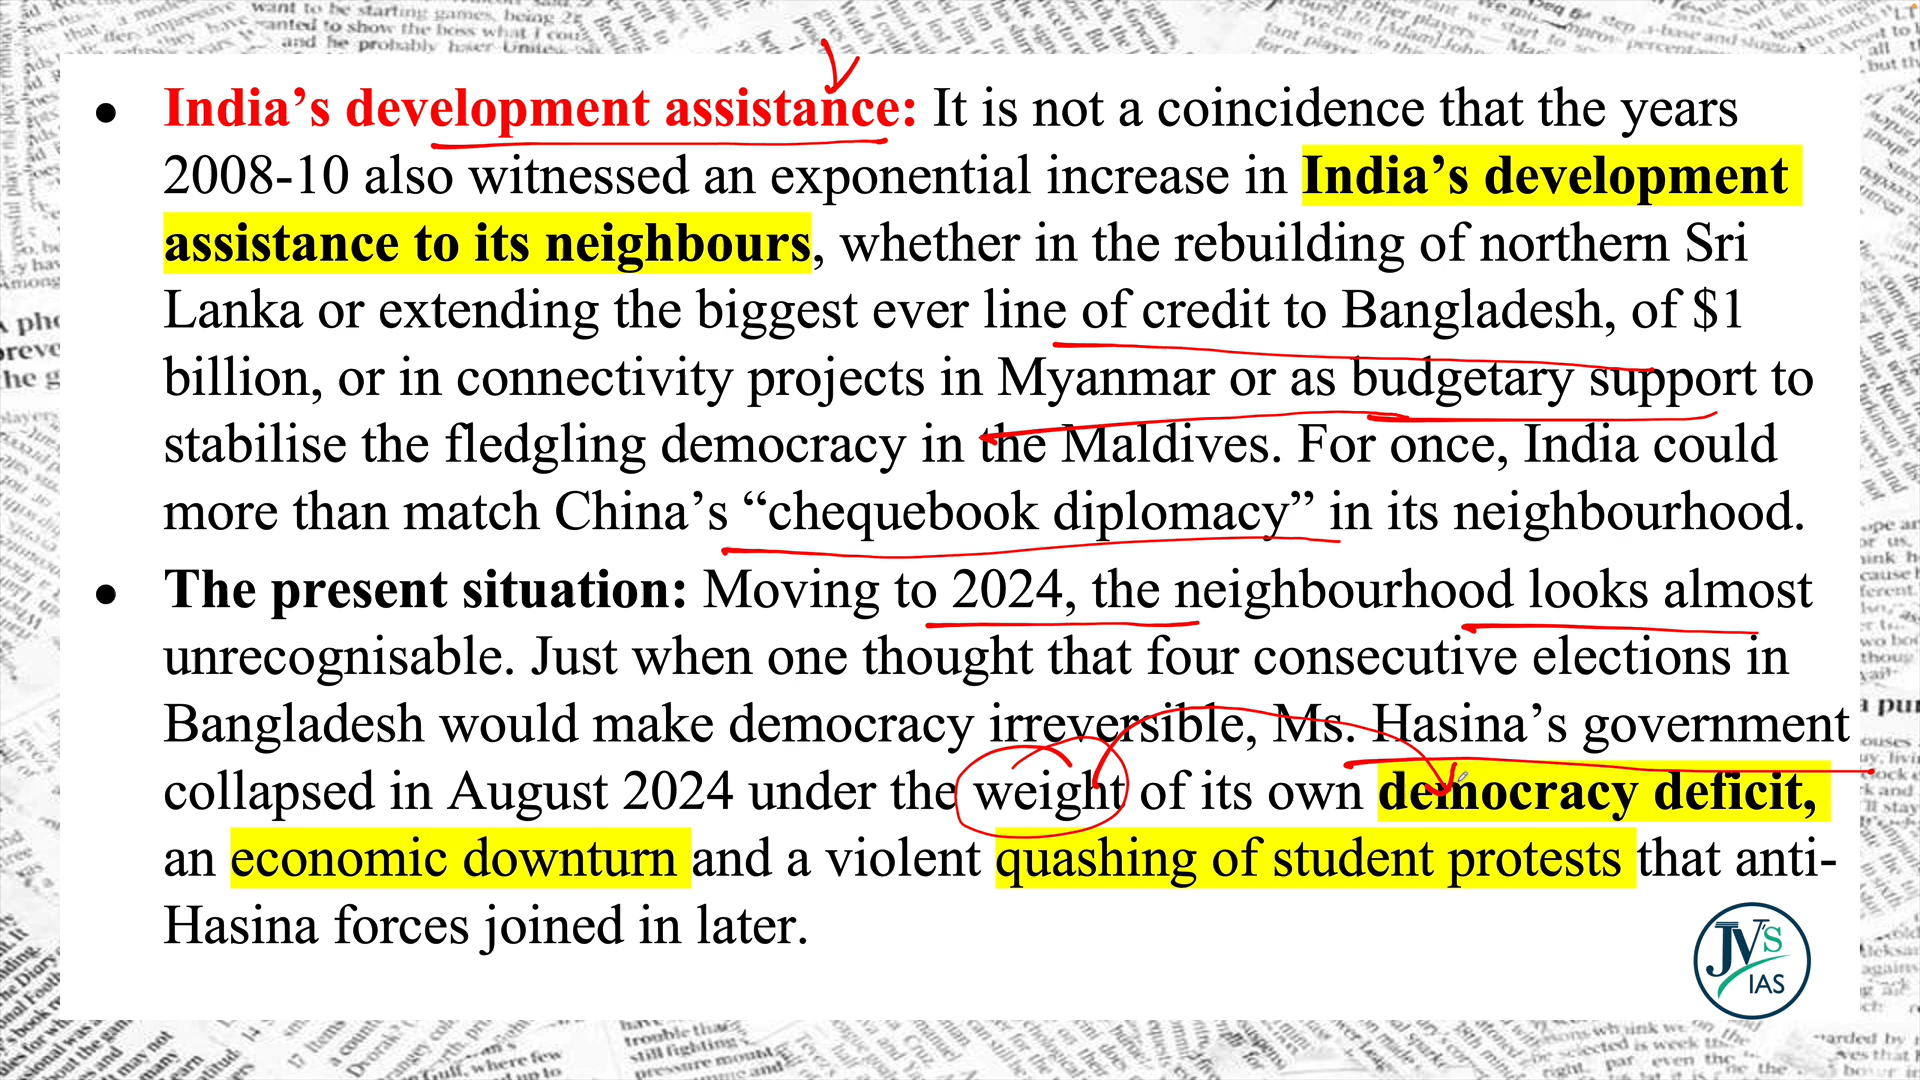 ● India’s development assistance: It is not a coincidence that the years
2008-10 also witnessed an exponential increase in India’s development
assistance to its neighbours, whether in the rebuilding of northern Sri
Lanka or extending the biggest ever line of credit to Bangladesh, of $1
billion, or in connectivity projects in Myanmar or as budgetary support to
stabilise the fledgling democracy in the Maldives. For once, India could
more than match China’s “chequebook diplomacy” in its neighbourhood.
● The present situation: Moving to 2024, the neighbourhood looks almost
unrecognisable. Just when one thought that four consecutive elections in
Bangladesh would make democracy irreversible, Ms. Hasina’s government
collapsed in August 2024 under the weight of its own democracy deficit,
an economic downturn and a violent quashing of student protests that anti-
Hasina forces joined in later.
JV'S
IAS